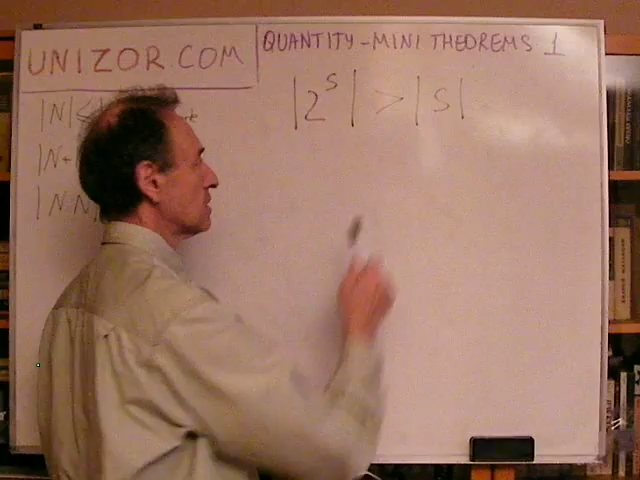 UNIZOR.COM
QUANTITY-MINI THEOREMS 1
|2^S| > |S|
|N| ≤
|N+
|N·N|